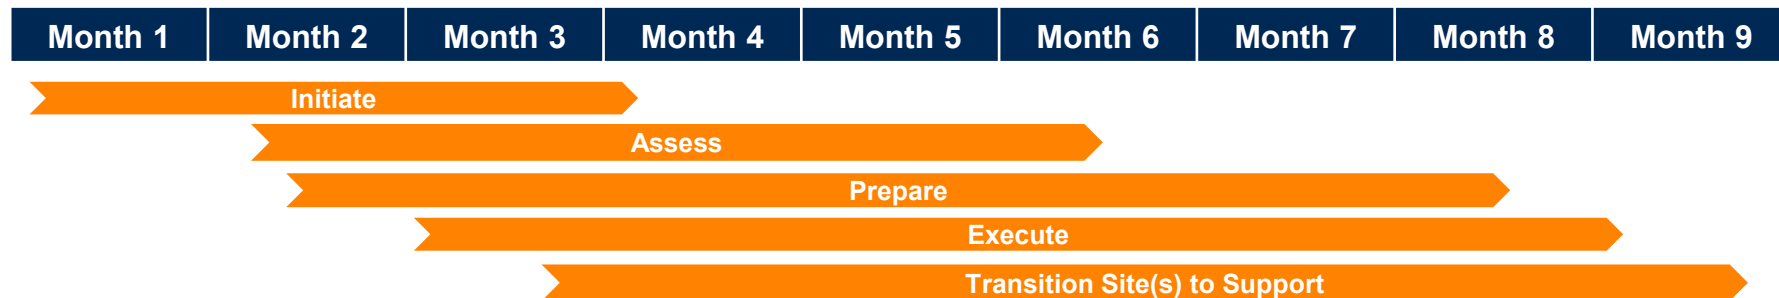 Month 1 Month 2 Month 3 Month 4 Month 5 Month 6 Month 7 Month 8 Month 9
Initiate
Assess
Prepare
Execute
Transition Site(s) to Support